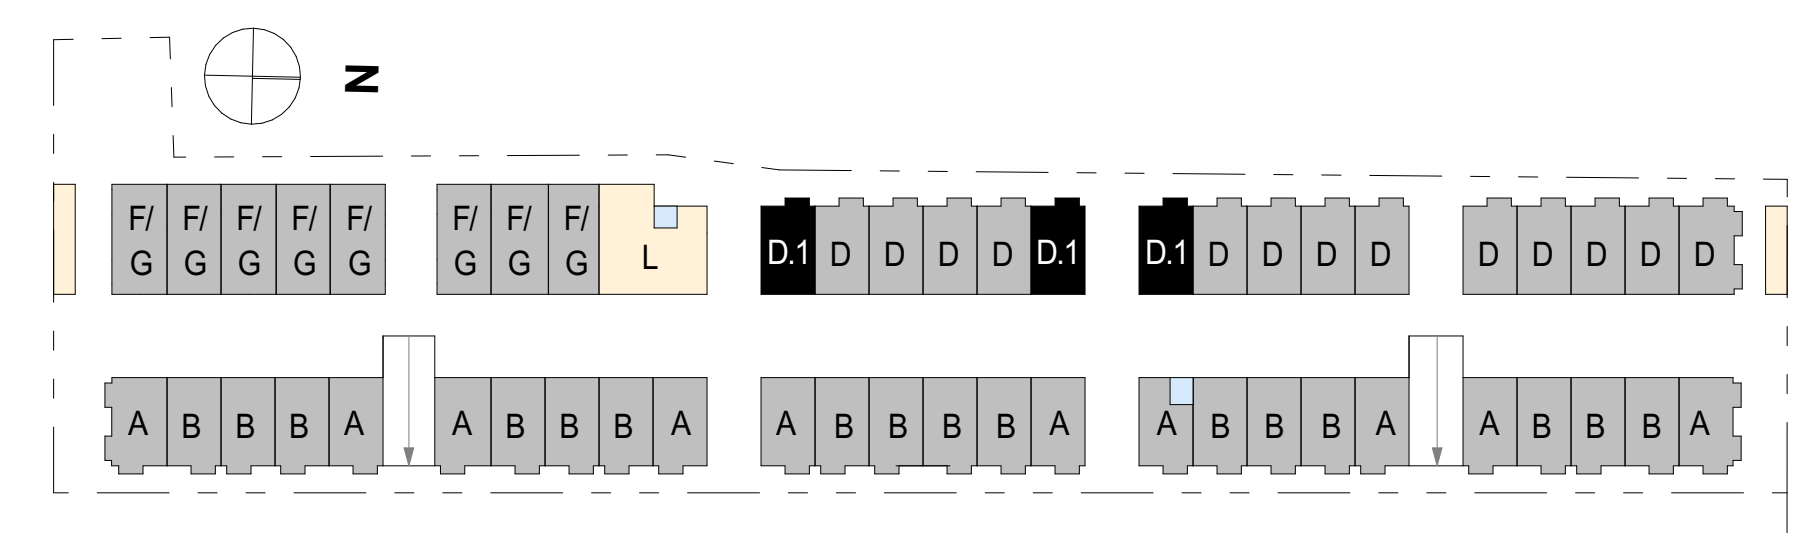 N
F/ F/ F/ F/ F/ F/ F/ F/
G G G G G G G G L D.1 D D D D D.1 D.1 D D D D D D D D D
A B B B A A B B B A A B B B A A B B B A A B B B A